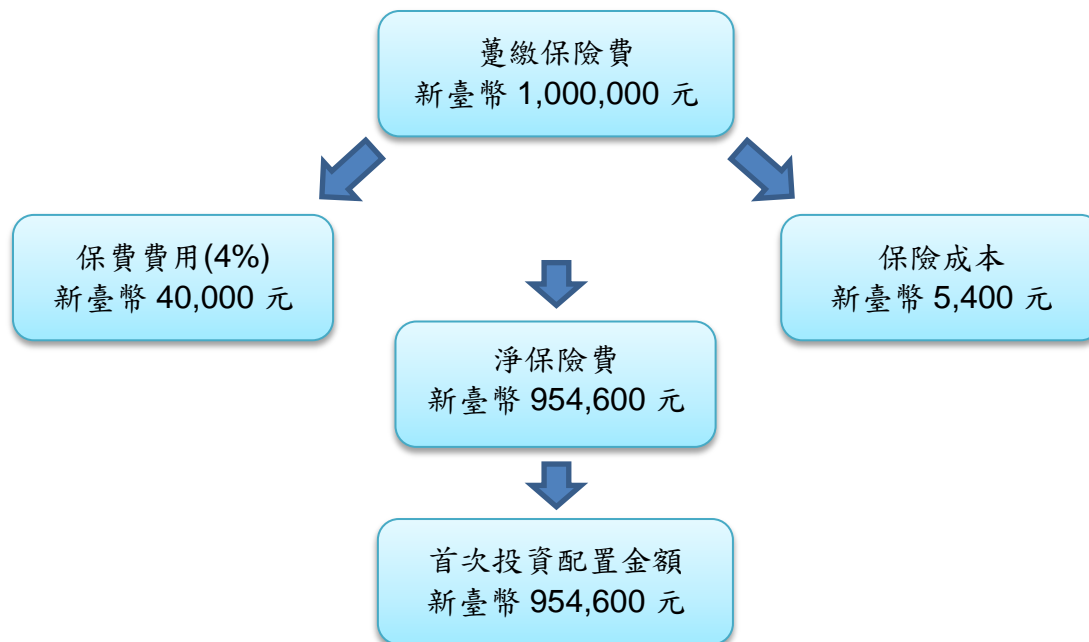 躉繳保險費
新臺幣 1,000,000 元
保費費用(4%)
新臺幣 40,000 元
保險成本
新臺幣 5,400 元
淨保險費
新臺幣 954,600 元
首次投資配置金額
新臺幣 954,600 元